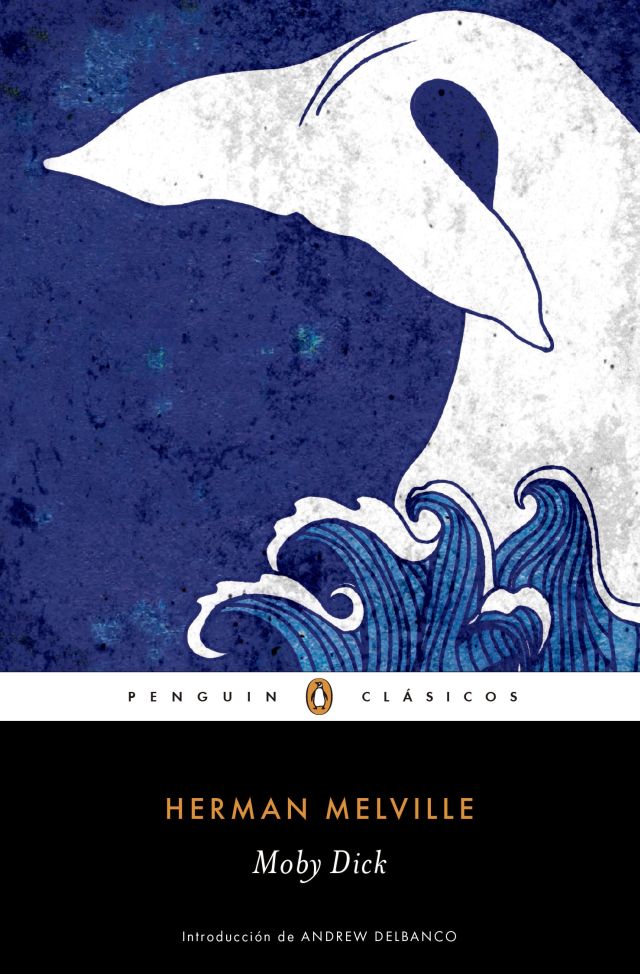 PENGUIN CLÁSICOS
HERMAN MELVILLE
Moby Dick
Introducción de ANDREW DELBANCO